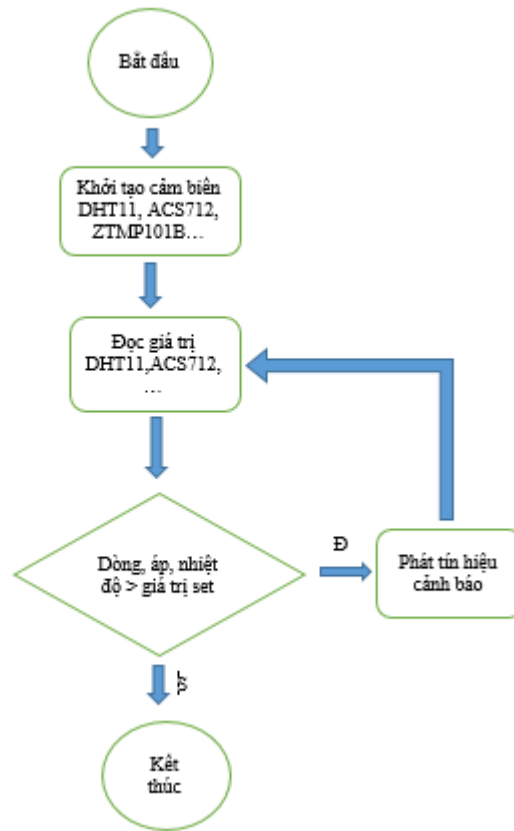 Bắt đầu
Khởi tạo cảm biến
DHT11, ACS712,
ZTMP101B…
Đọc giá trị
DHT11,ACS712,
…
Dòng, áp, nhiệt
độ > giá trị set
Đ
Phát tín hiệu
cảnh báo
S
Kết
thúc